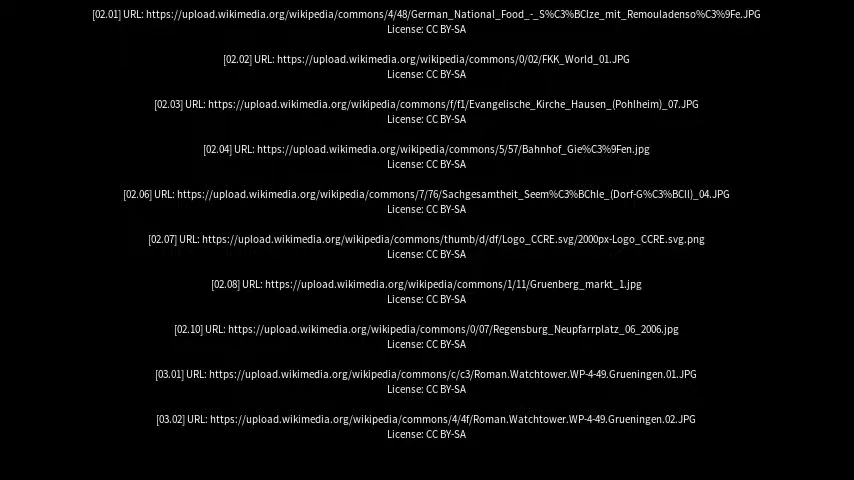 [02.01] URL: https://upload.wikimedia.org/wikipedia/commons/4/48/German_National_Food_-_S%C3%BClze_mit_Remouladenso%C3%9Fe.JPG
License: CC BY-SA
[02.02] URL: https://upload.wikimedia.org/wikipedia/commons/0/02/FKK_World_01.JPG
License: CC BY-SA
[02.03] URL: https://upload.wikimedia.org/wikipedia/commons/f/f1/Evangelische_Kirche_Hausen_(Pohlheim)_07.JPG
License: CC BY-SA
[02.04] URL: https://upload.wikimedia.org/wikipedia/commons/5/57/Bahnhof_Gie%C3%9Fen.jpg
License: CC BY-SA
[02.06] URL: https://upload.wikimedia.org/wikipedia/commons/7/76/Sachgesamtheit_Seem%C3%BChle_(Dorf-G%C3%BCll)_04.JPG
License: CC BY-SA
[02.07] URL: https://upload.wikimedia.org/wikipedia/commons/thumb/d/df/Logo_CCRE.svg/2000px-Logo_CCRE.svg.png
License: CC BY-SA
[02.08] URL: https://upload.wikimedia.org/wikipedia/commons/1/11/Gruenberg_markt_1.jpg
License: CC BY-SA
[02.10] URL: https://upload.wikimedia.org/wikipedia/commons/0/07/Regensburg_Neupfarrplatz_06_2006.jpg
License: CC BY-SA
[03.01] URL: https://upload.wikimedia.org/wikipedia/commons/c/c3/Roman.Watchtower.WP-4-49.Grueningen.01.JPG
License: CC BY-SA
[03.02] URL: https://upload.wikimedia.org/wikipedia/commons/4/4f/Roman.Watchtower.WP-4-49.Grueningen.02.JPG
License: CC BY-SA